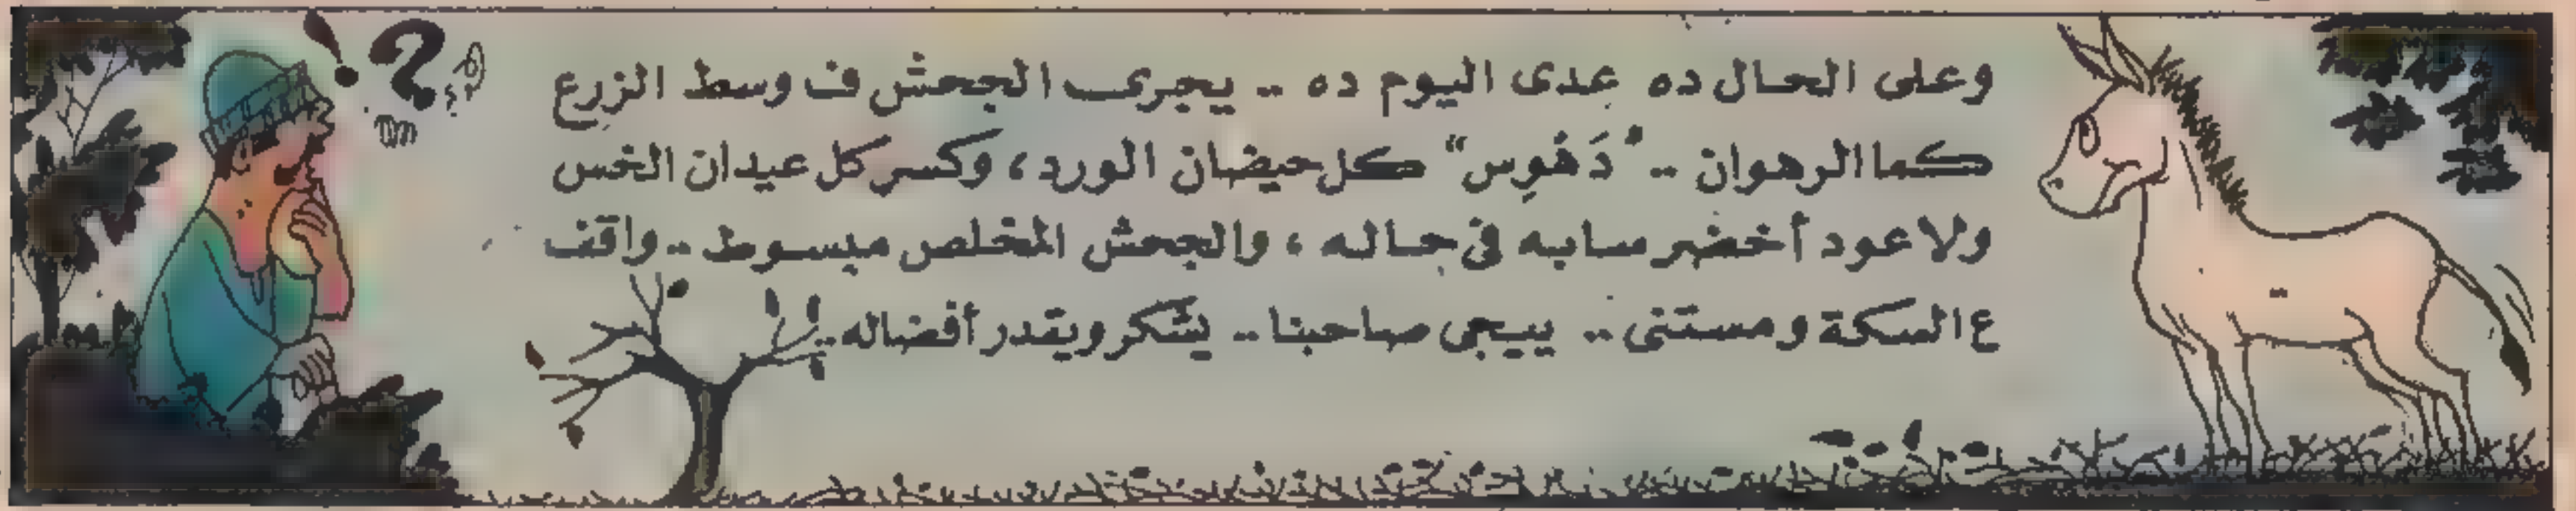 وعلى الحال ده عدى اليوم ده .. يجرى الجحش ف وسط الزرع
كما الرهوان .. "دَهْوِس" كل حيضان الورد، وكسر كل عيدان الخس
ولا عود أخضر سابه فى حاله، والجحش المخلص مبسوط .. واقف
ع السكة ومستنى .. ييجى صاحبنا .. يشكر ويقدر أفضاله ..